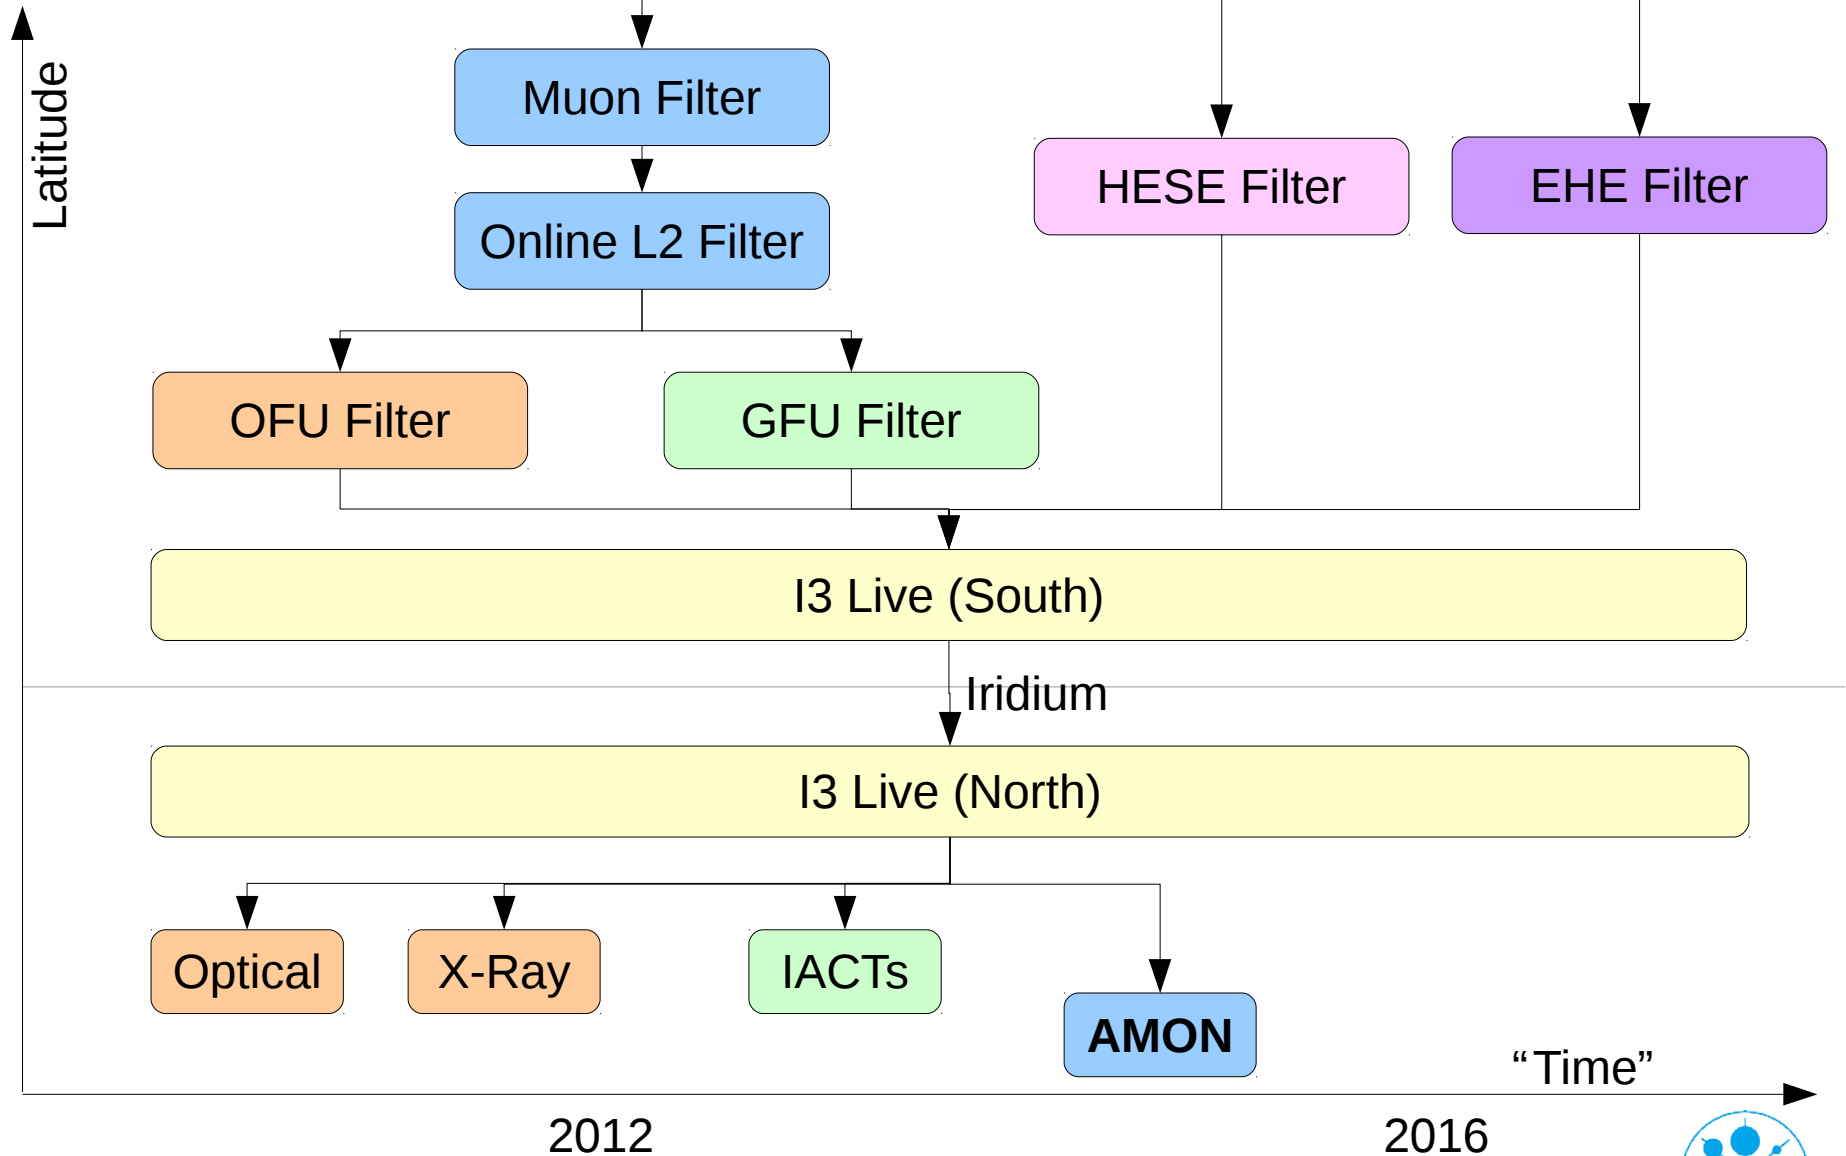 Latitude
Muon Filter
HESE Filter
EHE Filter
Online L2 Filter
OFU Filter
GFU Filter
I3 Live (South)
Iridium
I3 Live (North)
Optical
X-Ray
IACTs
AMON
“Time”
2012
2016